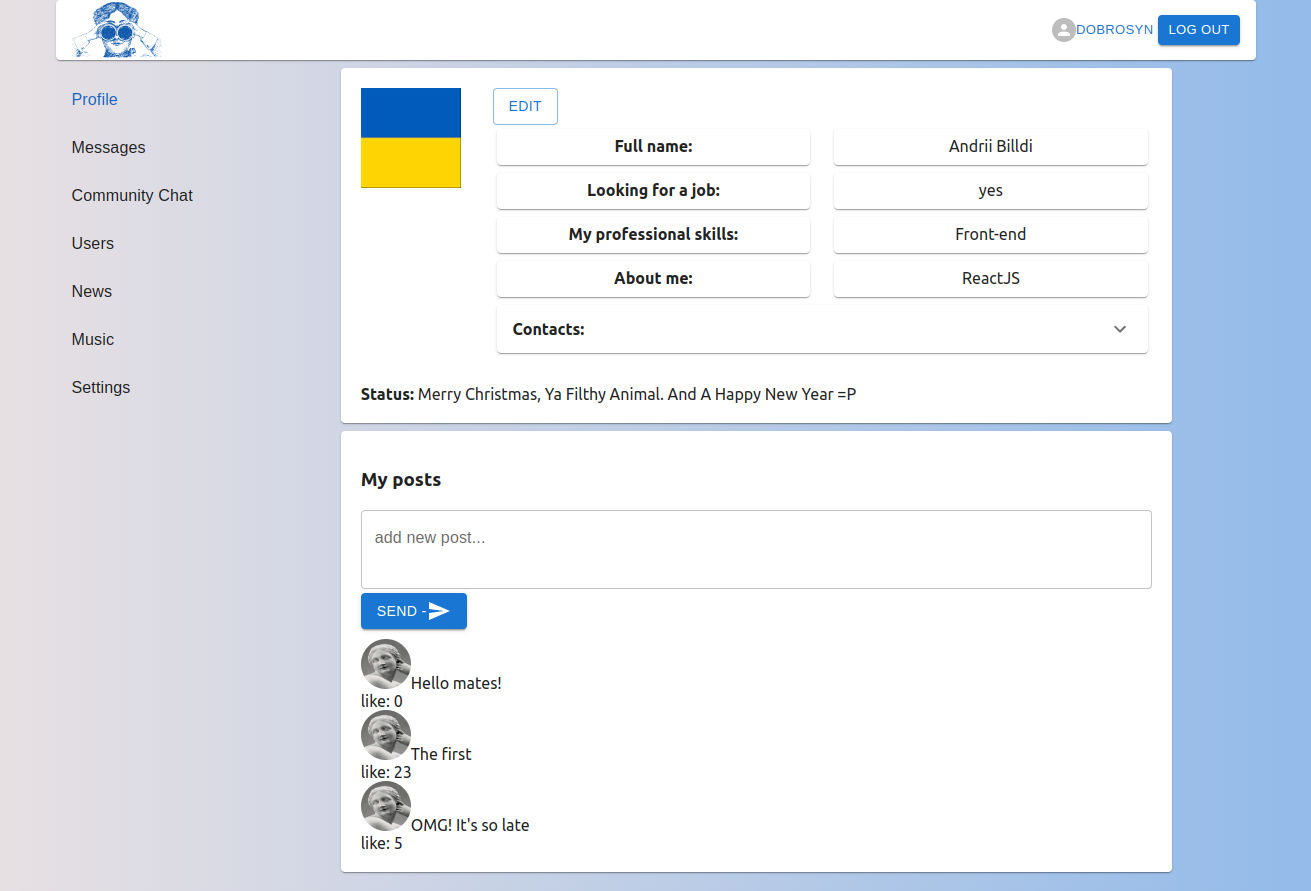 DOBROSYN LOG OUT
Profile
Messages
Community Chat
Users
News
Music
Settings
EDIT
Full name: Andrii Billdi
Looking for a job: yes
My professional skills: Front-end
About me: ReactJS
Contacts:
Status: Merry Christmas, Ya Filthy Animal. And A Happy New Year =P
My posts
add new post...
SEND -
Hello mates!
like: 0
The first
like: 23
OMG! It's so late
like: 5